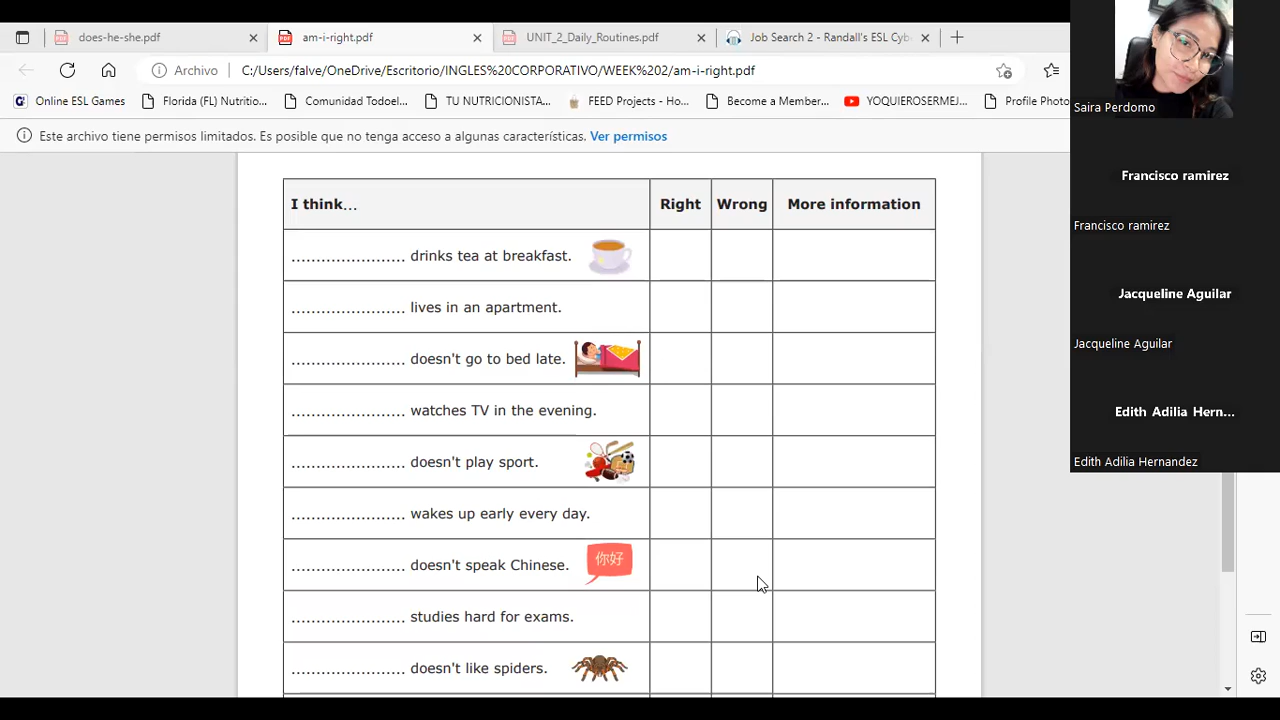 does-he-she.pdf
am-i-right.pdf
UNIT_2_Daily_Routines.pdf
Job Search 2 - Randall's ESL Cyb
Archivo
C:/Users/falve/OneDrive/Escritorio/INGLES%20CORPORATIVO/WEEK%202/am-i-right.pdf
Online ESL Games
Florida (FL) Nutritio...
Comunidad Todoel...
TU NUTRICIONISTA...
FEED Projects - Ho...
Become a Member...
YOQUIEROSERMEJ...
Profile Photo
Este archivo tiene permisos limitados. Es posible que no tenga acceso a algunas características. Ver permisos
I think...
Right
Wrong
More information
....................... drinks tea at breakfast.
....................... lives in an apartment.
....................... doesn't go to bed late.
....................... watches TV in the evening.
....................... doesn't play sport.
....................... wakes up early every day.
....................... doesn't speak Chinese.
你好
....................... studies hard for exams.
....................... doesn't like spiders.
Saira Perdomo
Francisco ramirez
Francisco ramirez
Jacqueline Aguilar
Jacqueline Aguilar
Edith Adilia Hern...
Edith Adilia Hernandez